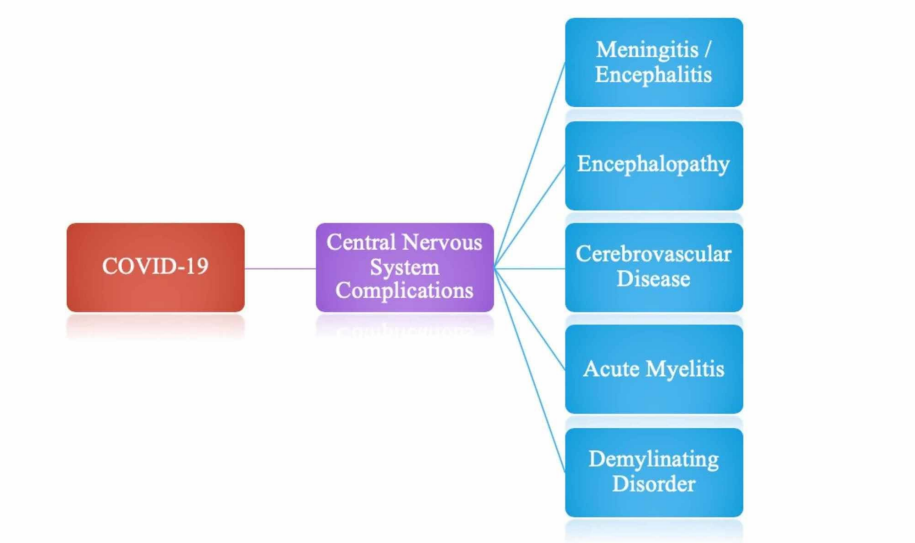 COVID-19
Central Nervous
System
Complications
Meningitis /
Encephalitis
Encephalopathy
Cerebrovascular
Disease
Acute Myelitis
Demylinating
Disorder